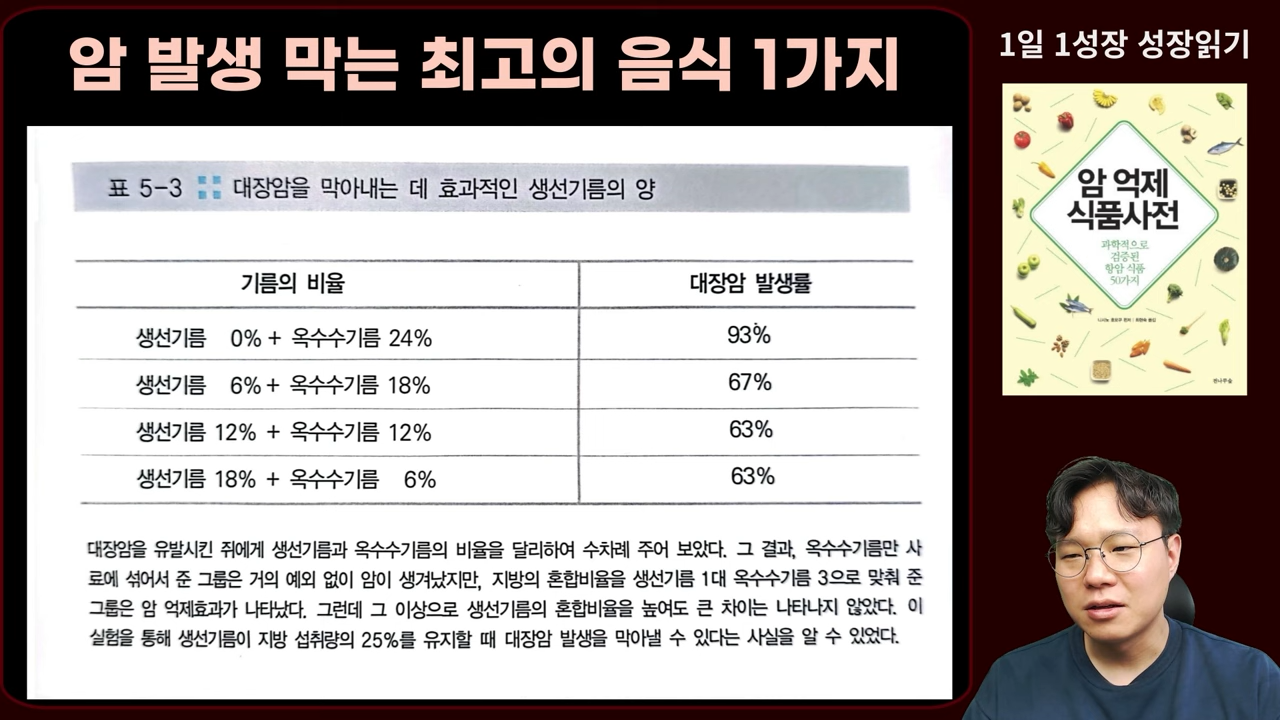 암 발생 막는 최고의 음식 1가지
표 5-3 대장암을 막아내는 데 효과적인 생선기름의 양
기름의 비율 대장암 발생률
생선기름 0% + 옥수수기름 24% 93%
생선기름 6% + 옥수수기름 18% 67%
생선기름 12% + 옥수수기름 12% 63%
생선기름 18% + 옥수수기름 6% 63%
대장암을 유발시킨 쥐에게 생선기름과 옥수수기름의 비율을 달리하여 수차례 주어 보았다. 그 결과, 옥수수기름만 사
료에 섞어서 준 그룹은 거의 예외 없이 암이 생겨났지만, 지방의 혼합비율을 생선기름 1대 옥수수기름 3으로 맞춰 준
그룹은 암 억제효과가 나타났다. 그런데 그 이상으로 생선기름의 혼합비율을 높여도 큰 차이는 나타나지 않았다. 이
실험을 통해 생선기름이 지방 섭취량의 25%를 유지할 때 대장암 발생을 막아낼 수 있다는 사실을 알 수 있었다.
1일 1성장 성장읽기
암 억제
식품사전
과학적으로
검증된
항암 식품
50가지
전나무숲